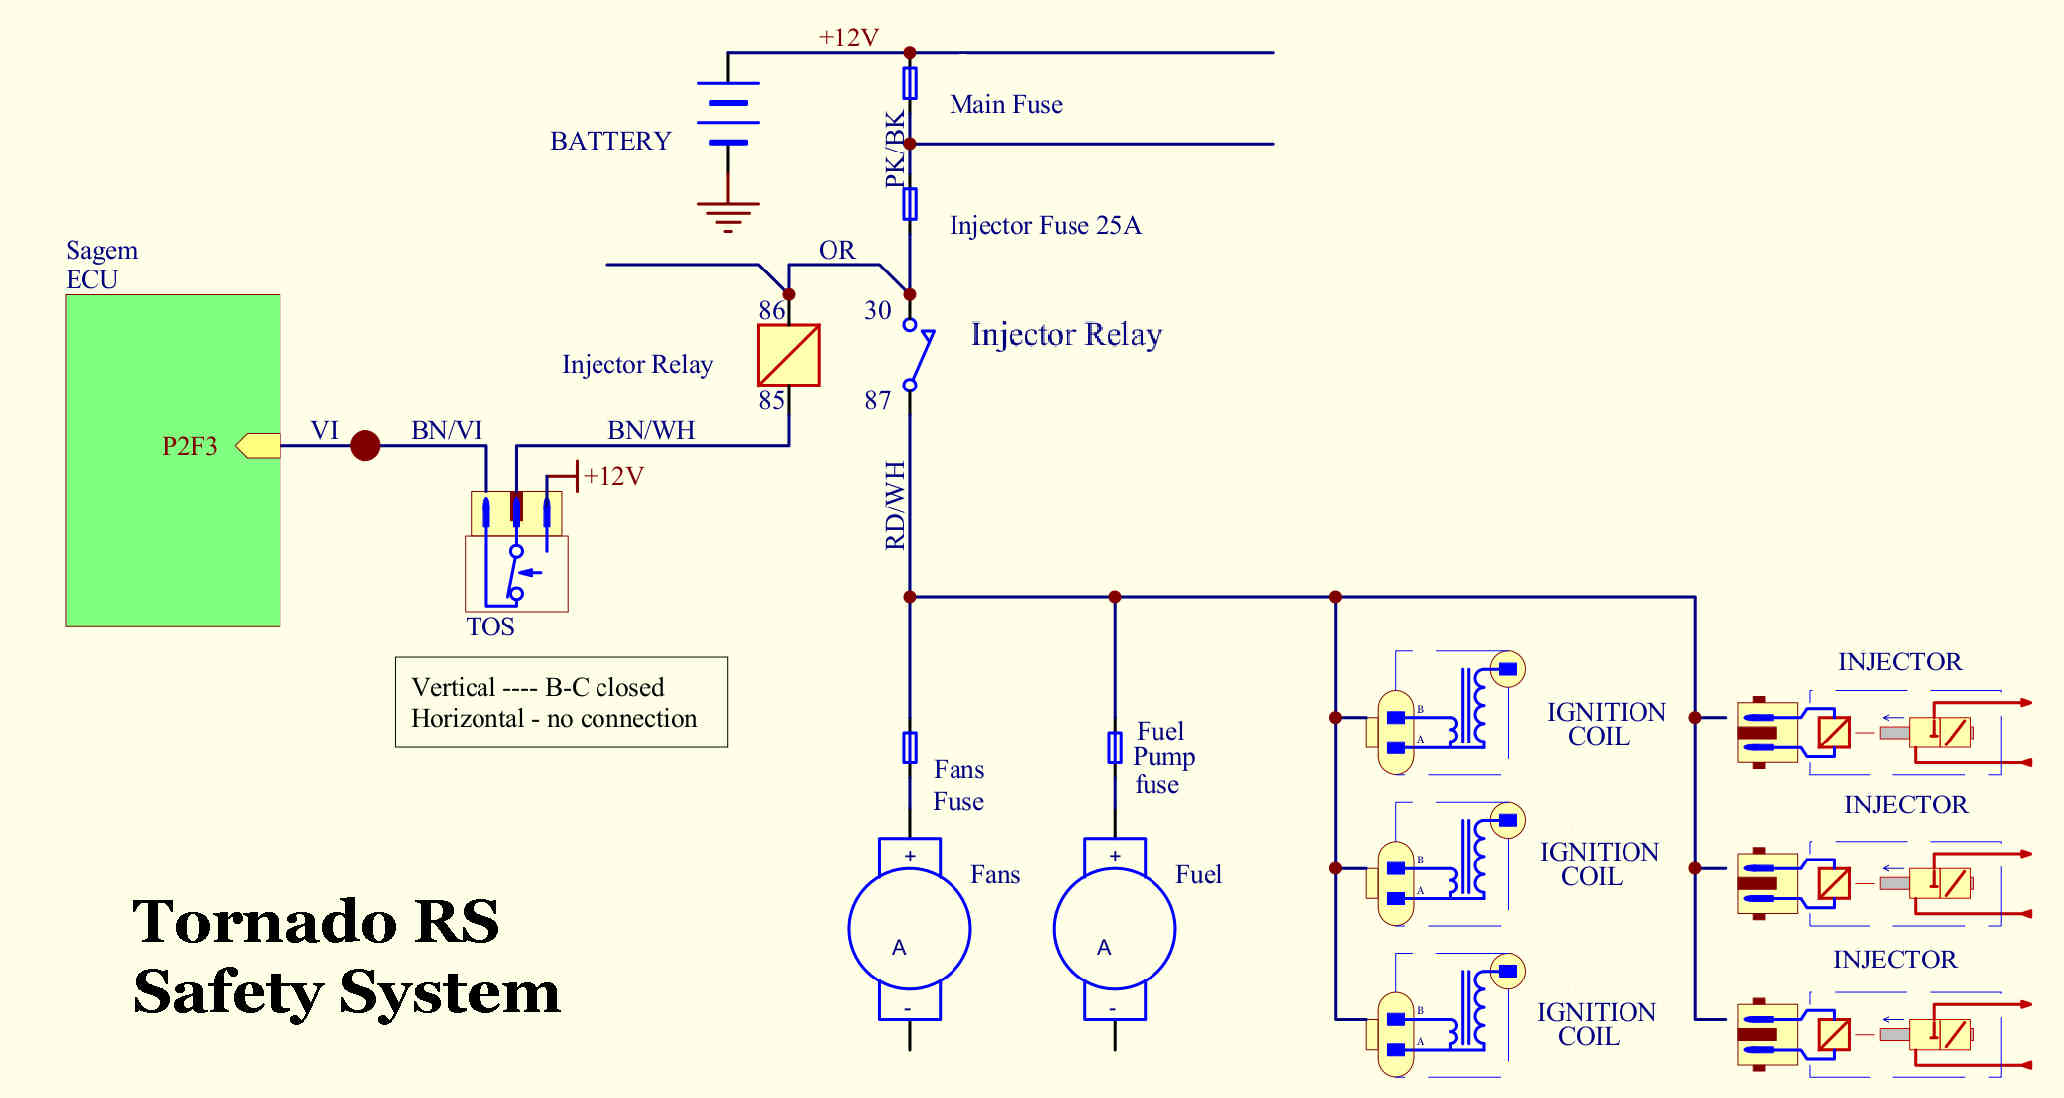 +12V
Main Fuse
BATTERY
PK/BK
Injector Fuse 25A
Sagem
ECU
OR
86
30
Injector Relay
Injector Relay
85
87
P2F3
VI
BN/VI
BN/WH
+12V
RD/WH
TOS
Vertical ---- B-C closed
Horizontal - no connection
Fans
Fuse
Fuel
Pump
fuse
+
Fans
A
-
+
Fuel
A
-
B
A
IGNITION
COIL
INJECTOR
B
A
IGNITION
COIL
INJECTOR
B
A
IGNITION
COIL
INJECTOR
Tornado RS
Safety System